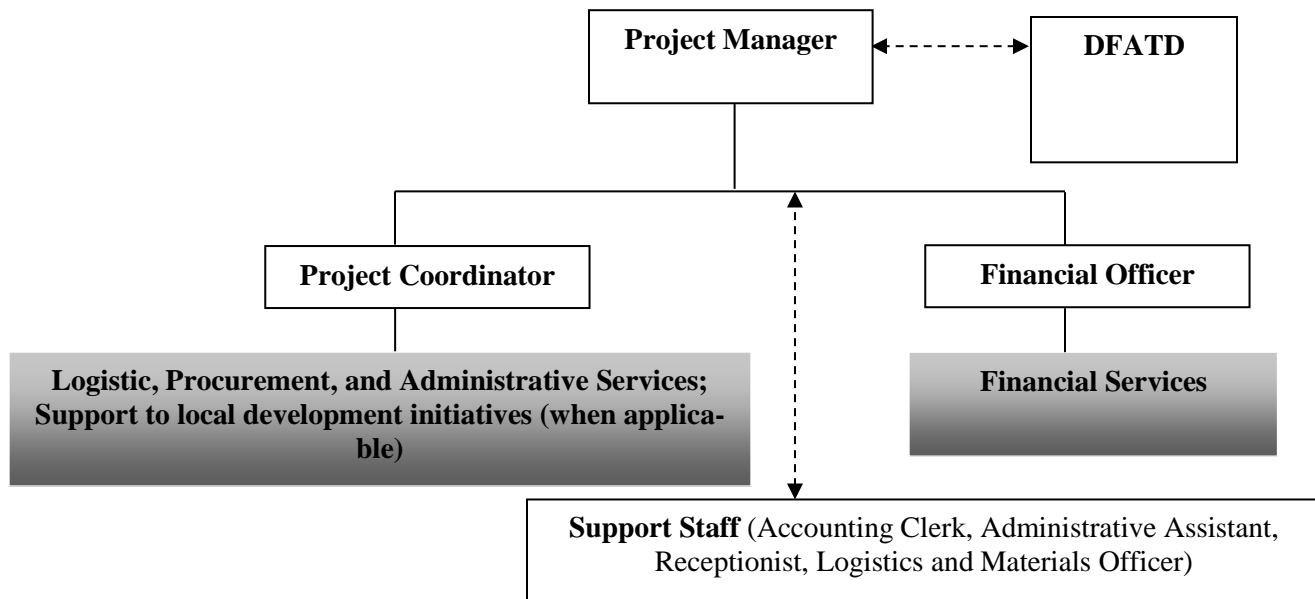 Project Manager
DFATD
Project Coordinator
Financial Officer
Logistic, Procurement, and Administrative Services;
Support to local development initiatives (when applica-
ble)
Financial Services
Support Staff (Accounting Clerk, Administrative Assistant,
Receptionist, Logistics and Materials Officer)